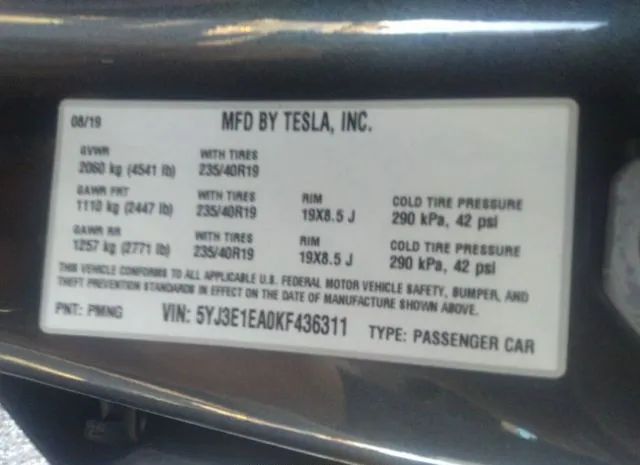 08/19 MFD BY TESLA, INC.
GVWR WITH TIRES
2060 kg (4541 lb) 235/40R19
GAWR FRT WITH TIRES RIM COLD TIRE PRESSURE
1110 kg (2447 lb) 235/40R19 19X8.5 J 290 kPa, 42 psi
GAWR RR WITH TIRES RIM COLD TIRE PRESSURE
1257 kg (2771 lb) 235/40R19 19X8.5 J 290 kPa, 42 psi
THIS VEHICLE CONFORMS TO ALL APPLICABLE U.S. FEDERAL MOTOR VEHICLE SAFETY, BUMPER, AND
THEFT PREVENTION STANDARDS IN EFFECT ON THE DATE OF MANUFACTURE SHOWN ABOVE.
PNT: PMNG VIN: 5YJ3E1EA0KF436311 TYPE: PASSENGER CAR